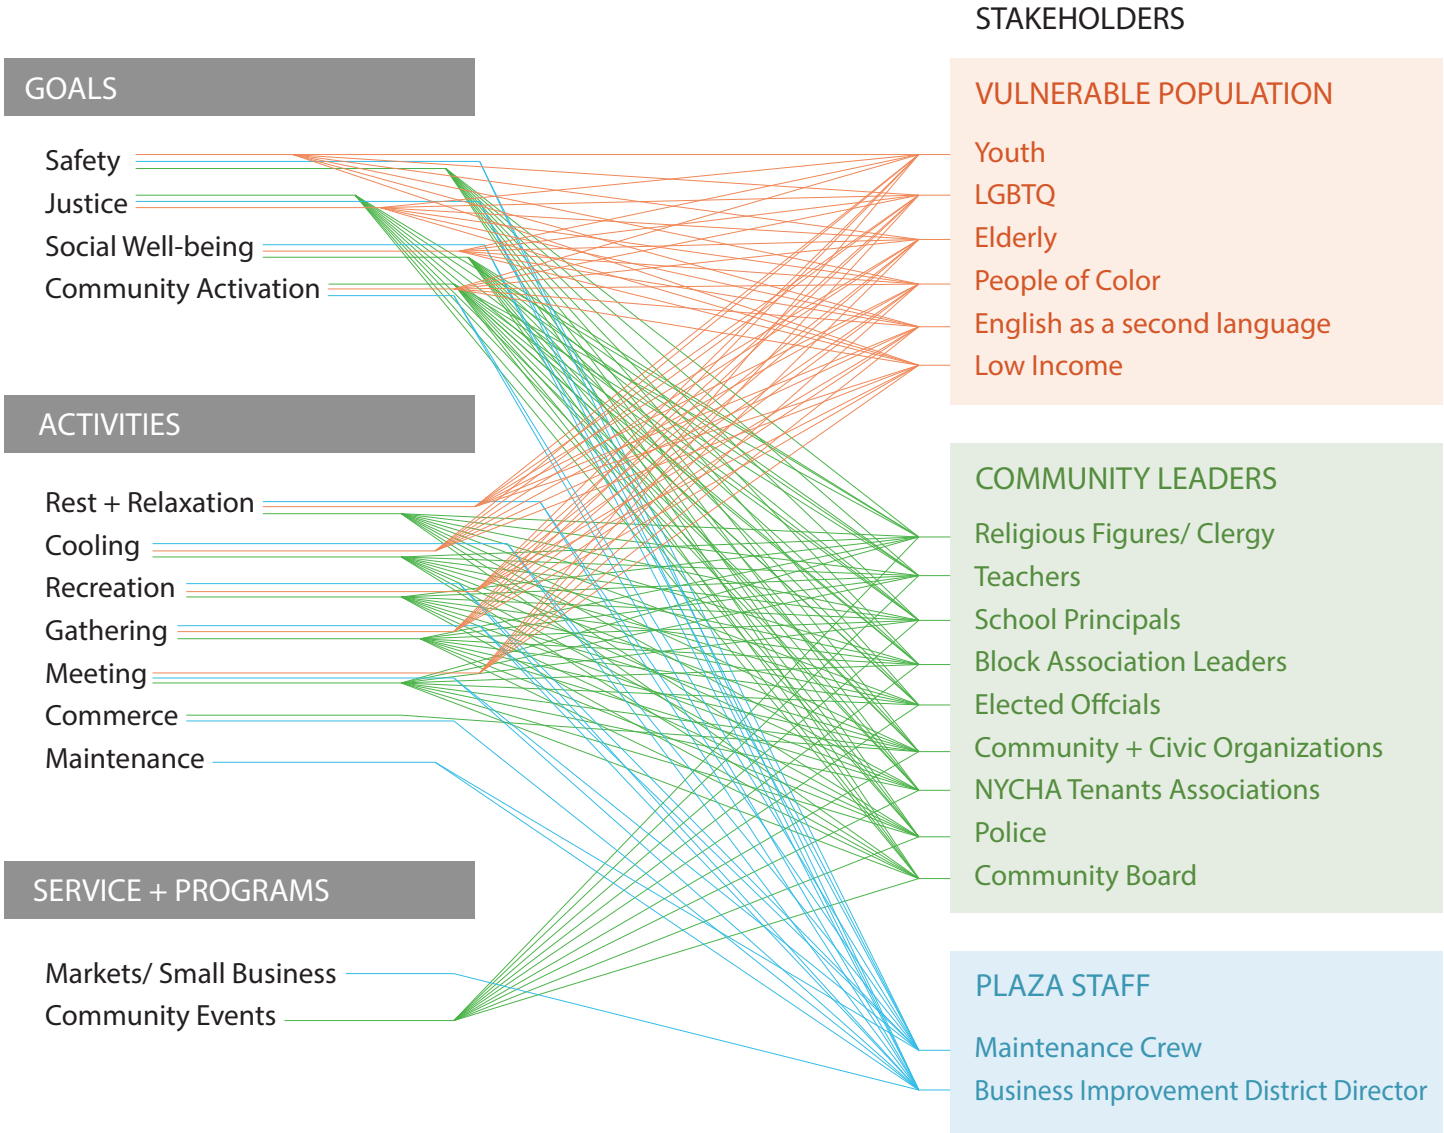 STAKEHOLDERS
GOALS
Safety
Justice
Social Well-being
Community Activation
ACTIVITIES
Rest + Relaxation
Cooling
Recreation
Gathering
Meeting
Commerce
Maintenance
SERVICE + PROGRAMS
Markets/ Small Business
Community Events
VULNERABLE POPULATION
Youth
LGBTQ
Elderly
People of Color
English as a second language
Low Income
COMMUNITY LEADERS
Religious Figures/ Clergy
Teachers
School Principals
Block Association Leaders
Elected Offcials
Community + Civic Organizations
NYCHA Tenants Associations
Police
Community Board
PLAZA STAFF
Maintenance Crew
Business Improvement District Director